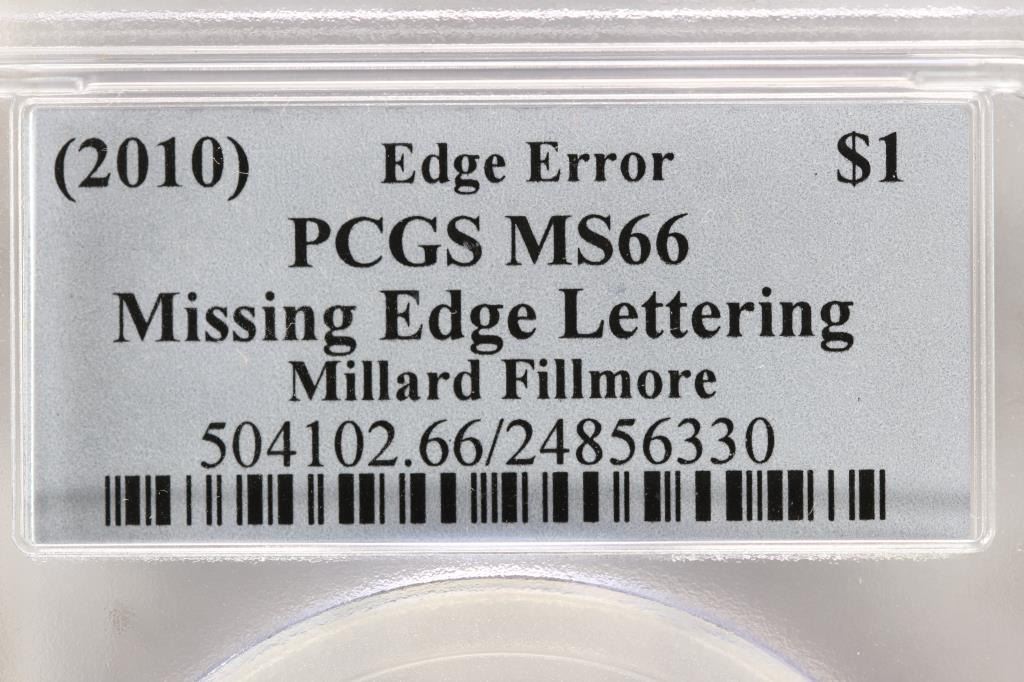 (2010) Edge Error $1
PCGS MS66
Missing Edge Lettering
Millard Fillmore
504102.66/24856330